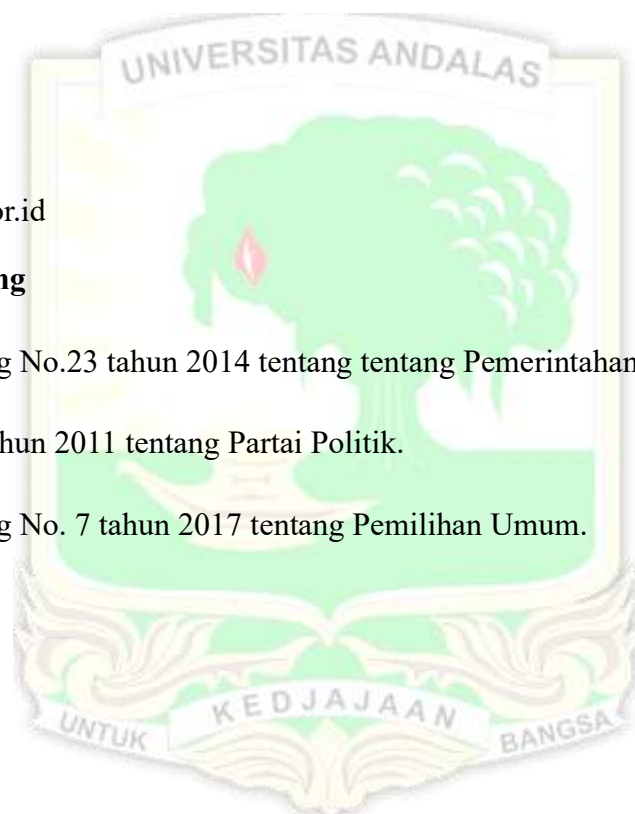 UNIVERSITAS ANDALAS
or.id
ng
g No.23 tahun 2014 tentang tentang Pemerintahan
hun 2011 tentang Partai Politik.
g No. 7 tahun 2017 tentang Pemilihan Umum.
UNTUK KEDJAJAAN BANGSA